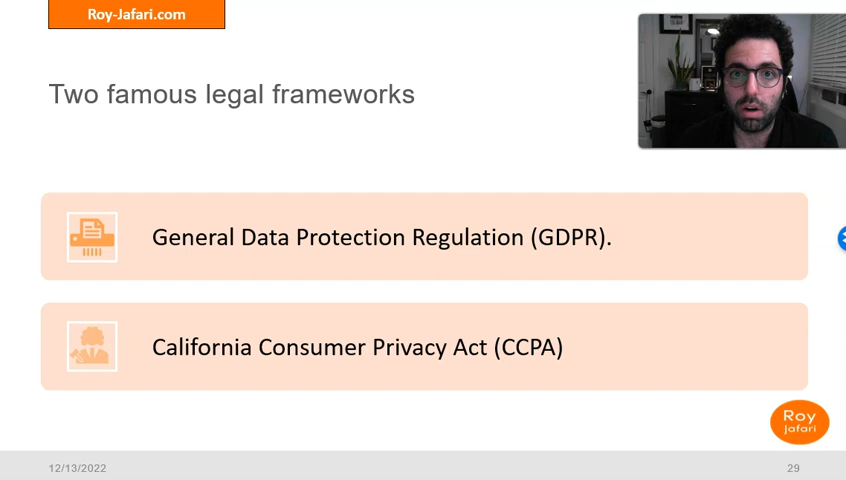 Roy-Jafari.com
Two famous legal frameworks
General Data Protection Regulation (GDPR).
California Consumer Privacy Act (CCPA)
Roy
Jafari
12/13/2022
29